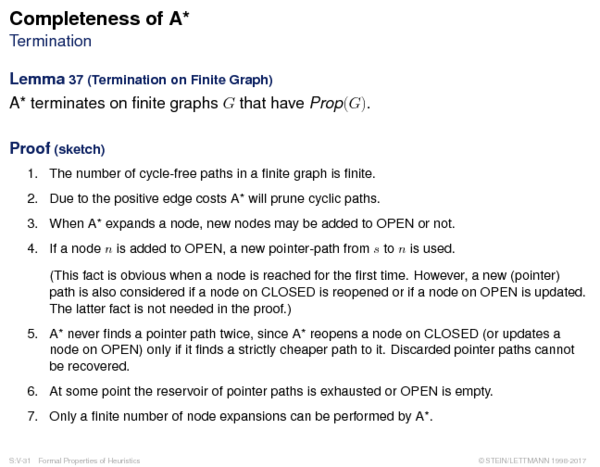 Completeness of A*
Termination
Lemma 37 (Termination on Finite Graph)
A* terminates on finite graphs G that have Prop(G).
Proof (sketch)
1. The number of cycle-free paths in a finite graph is finite.
2. Due to the positive edge costs A* will prune cyclic paths.
3. When A* expands a node, new nodes may be added to OPEN or not.
4. If a node n is added to OPEN, a new pointer-path from s to n is used.
(This fact is obvious when a node is reached for the first time. However, a new (pointer)
path is also considered if a node on CLOSED is reopened or if a node on OPEN is updated.
The latter fact is not needed in the proof.)
5. A* never finds a pointer path twice, since A* reopens a node on CLOSED (or updates a
node on OPEN) only if it finds a strictly cheaper path to it. Discarded pointer paths cannot
be recovered.
6. At some point the reservoir of pointer paths is exhausted or OPEN is empty.
7. Only a finite number of node expansions can be performed by A*.
S:V-31 Formal Properties of Heuristics
© STEIN/LETTMANN 1998-2017